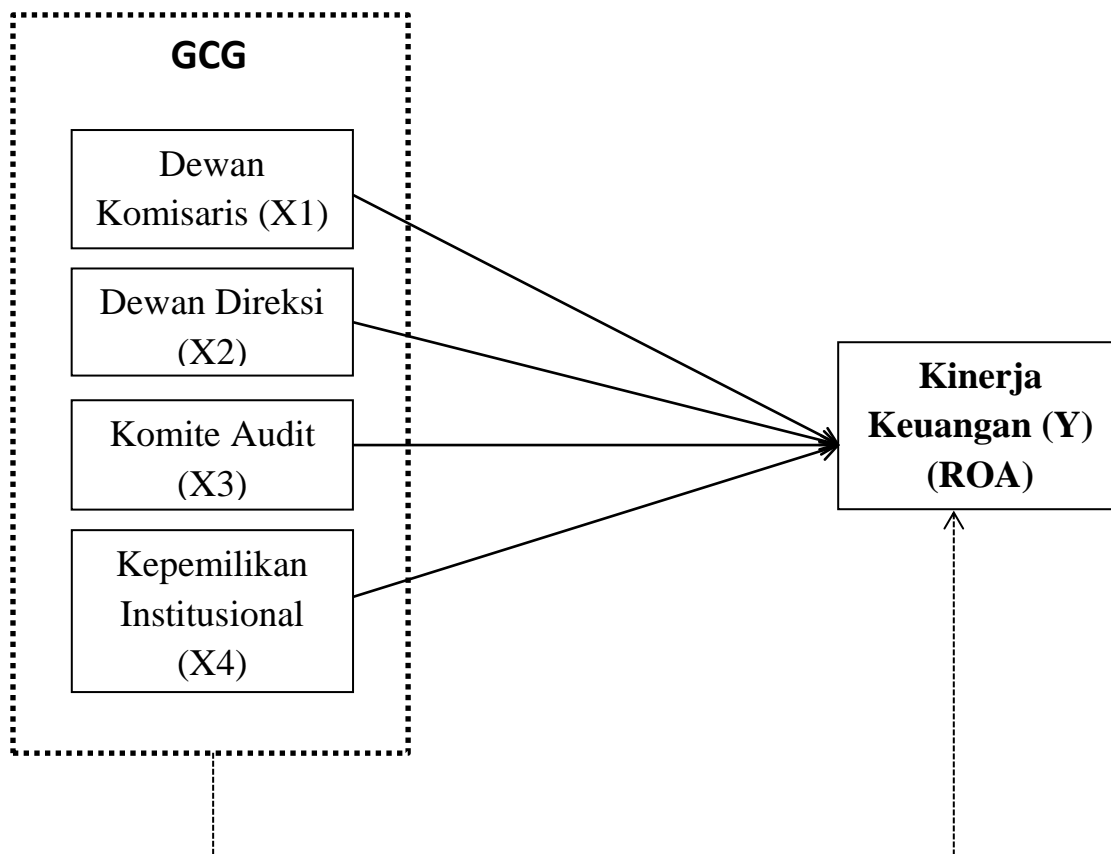 GCG
Dewan
Komisaris (X1)
Dewan Direksi
(X2)
Komite Audit
(X3)
Kepemilikan
Institusional
(X4)
Kinerja
Keuangan (Y)
(ROA)